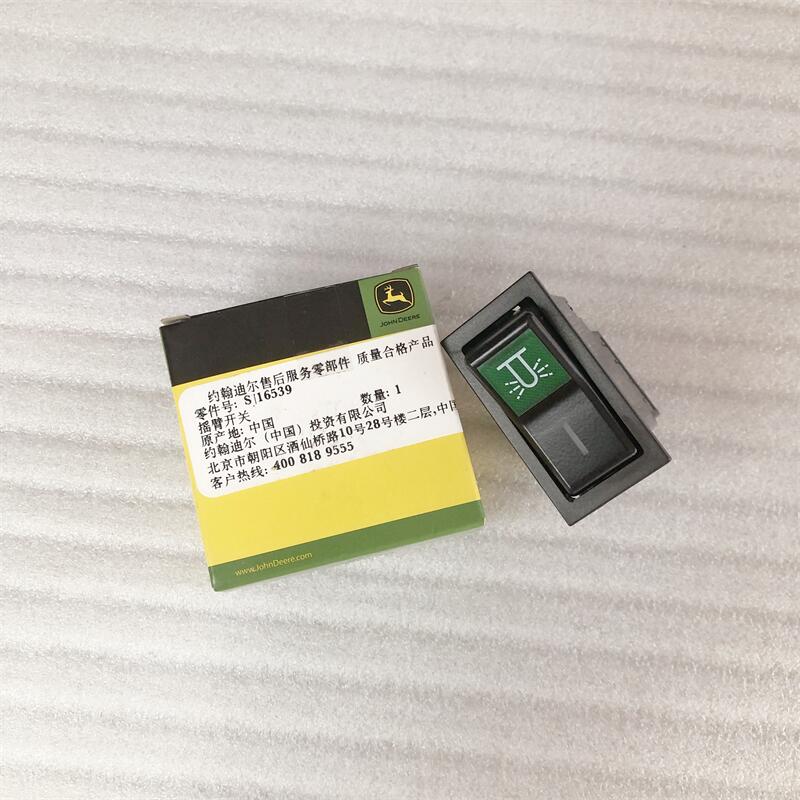 JOHN DEERE
约翰迪尔售后服务零部件 质量合格产品
零件号: SJ16539 数量: 1
摇臂开关
原产地: 中国
约翰迪尔（中国）投资有限公司
北京市朝阳区酒仙桥路10号28号楼二层,中国
客户热线: 400 818 9555
www.JohnDeere.com